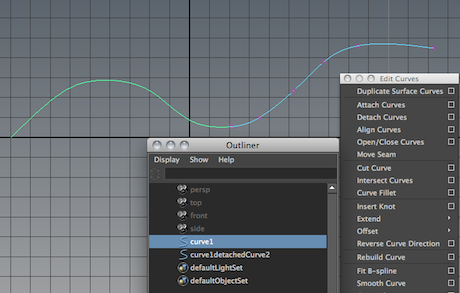 Edit Curves
Duplicate Surface Curves
Attach Curves
Detach Curves
Align Curves
Open/Close Curves
Move Seam
Cut Curve
Intersect Curves
Curve Fillet
Insert Knot
Extend
Offset
Reverse Curve Direction
Rebuild Curve
Fit B-spline
Smooth Curve
Outliner
Display Show Help
persp
top
front
side
curve1
curve1detachedCurve2
defaultLightSet
defaultObjectSet